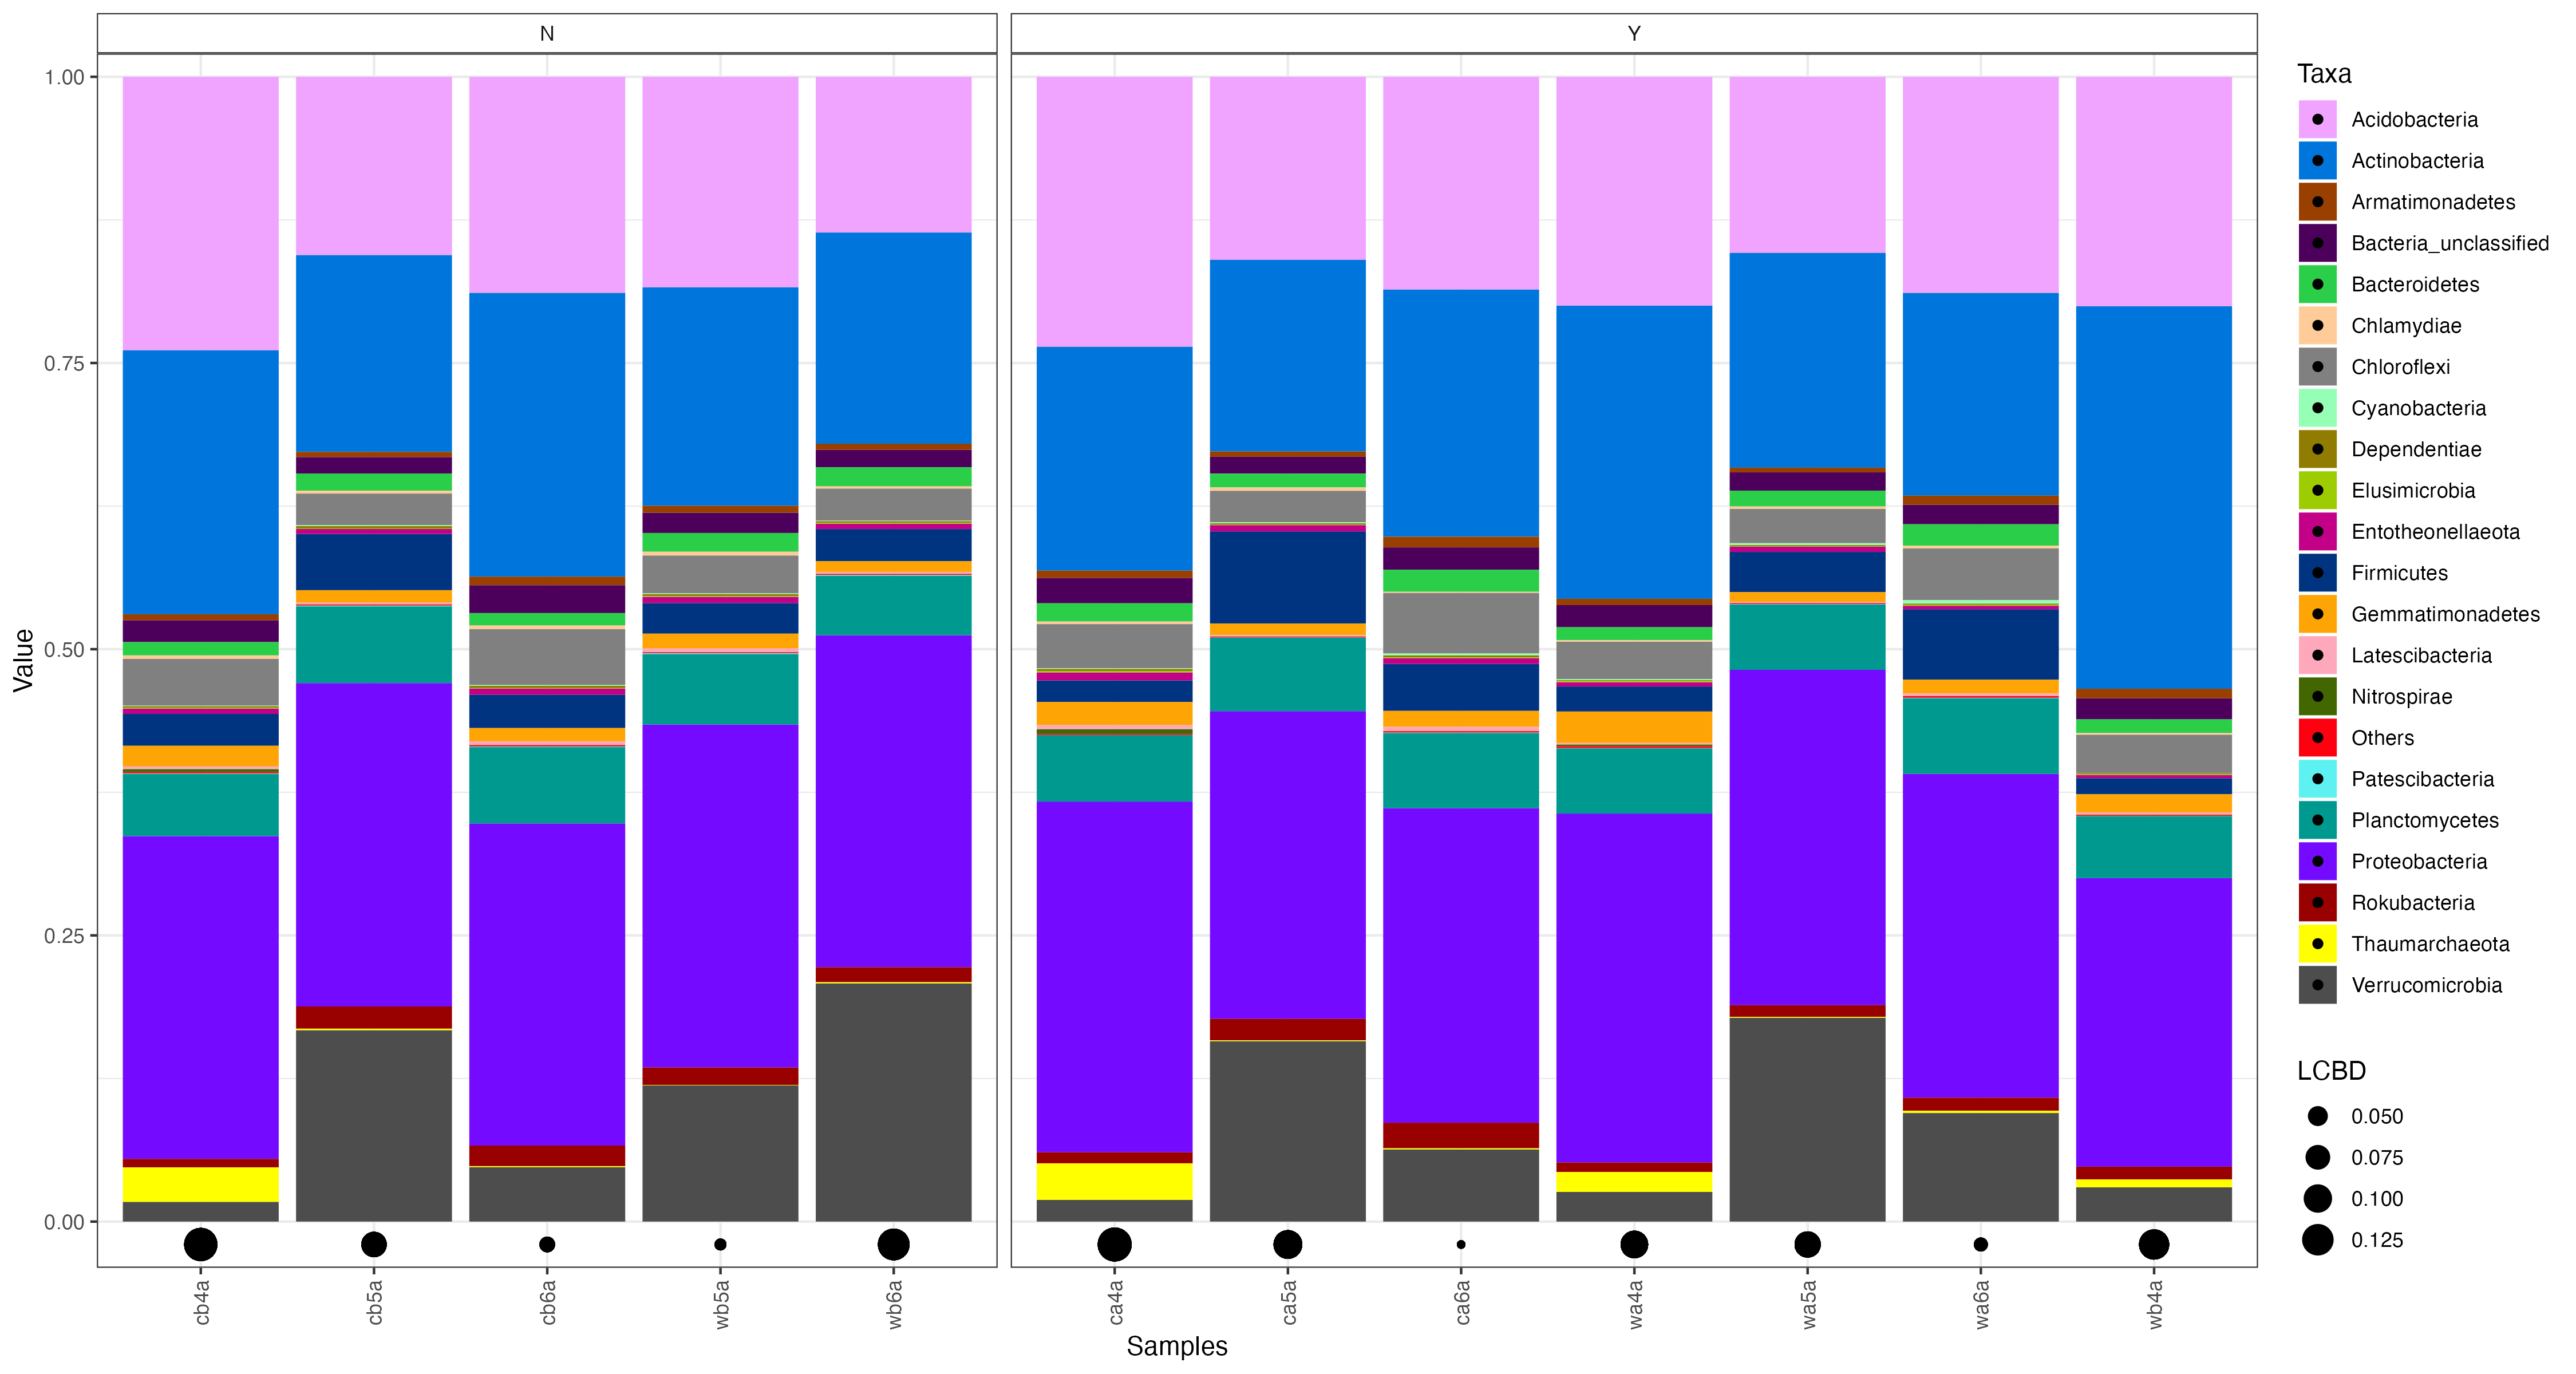 N
Y
1.00
0.75
0.50
0.25
0.00
Value
cb4a
cb5a
cb6a
wb5a
wb6a
ca4a
ca5a
ca6a
wa4a
wa5a
wa6a
wb4a
Samples
Taxa
Acidobacteria
Actinobacteria
Armatimonadetes
Bacteria_unclassified
Bacteroidetes
Chlamydiae
Chloroflexi
Cyanobacteria
Dependentiae
Elusimicrobia
Entotheonellaeota
Firmicutes
Gemmatimonadetes
Latescibacteria
Nitrospirae
Others
Patescibacteria
Planctomycetes
Proteobacteria
Rokubacteria
Thaumarchaeota
Verrucomicrobia
LCBD
0.050
0.075
0.100
0.125